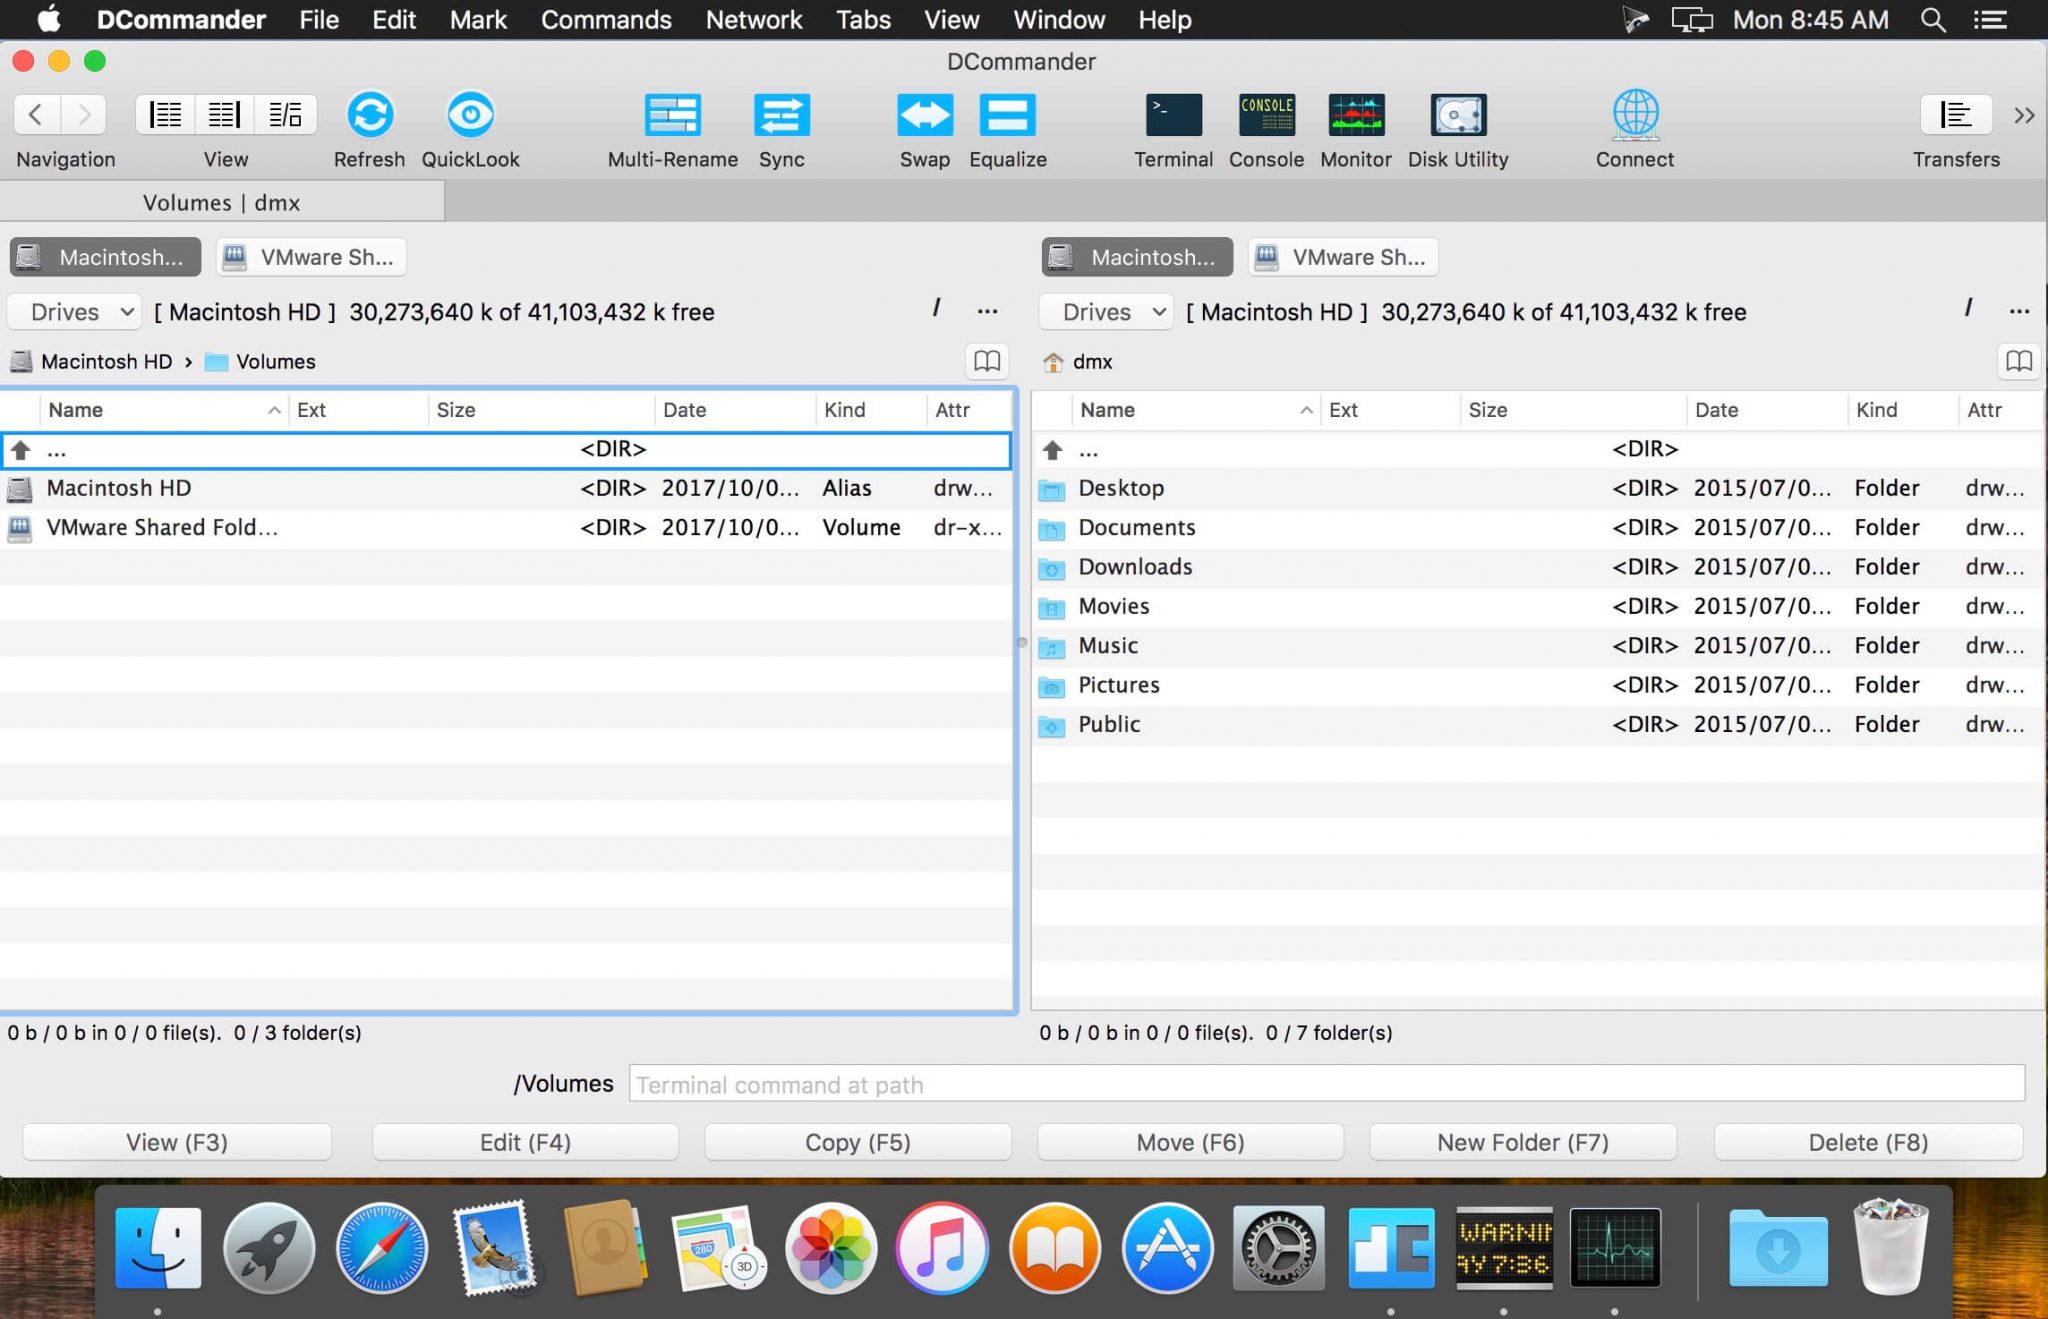 DCommander File Edit Mark Commands Network Tabs View Window Help Mon 8:45 AM
DCommander
Navigation View Refresh QuickLook Multi-Rename Sync Swap Equalize Terminal Console Monitor Disk Utility Connect Transfers
CONSOLE
Volumes | dmx
Macintosh... VMware Sh...
Drives [ Macintosh HD ] 30,273,640 k of 41,103,432 k free / ...
Macintosh HD › Volumes
Name Ext Size Date Kind Attr
... <DIR>
Macintosh HD <DIR> 2017/10/0... Alias drw...
VMware Shared Fold... <DIR> 2017/10/0... Volume dr-x...
0 b / 0 b in 0 / 0 file(s). 0 / 3 folder(s)
Macintosh... VMware Sh...
Drives [ Macintosh HD ] 30,273,640 k of 41,103,432 k free / ...
dmx
Name Ext Size Date Kind Attr
... <DIR>
Desktop <DIR> 2015/07/0... Folder drw...
Documents <DIR> 2015/07/0... Folder drw...
Downloads <DIR> 2015/07/0... Folder drw...
Movies <DIR> 2015/07/0... Folder drw...
Music <DIR> 2015/07/0... Folder drw...
Pictures <DIR> 2015/07/0... Folder drw...
Public <DIR> 2015/07/0... Folder drw...
0 b / 0 b in 0 / 0 file(s). 0 / 7 folder(s)
/Volumes Terminal command at path
View (F3) Edit (F4) Copy (F5) Move (F6) New Folder (F7) Delete (F8)
280
3D
WARNIN
AY 7:36